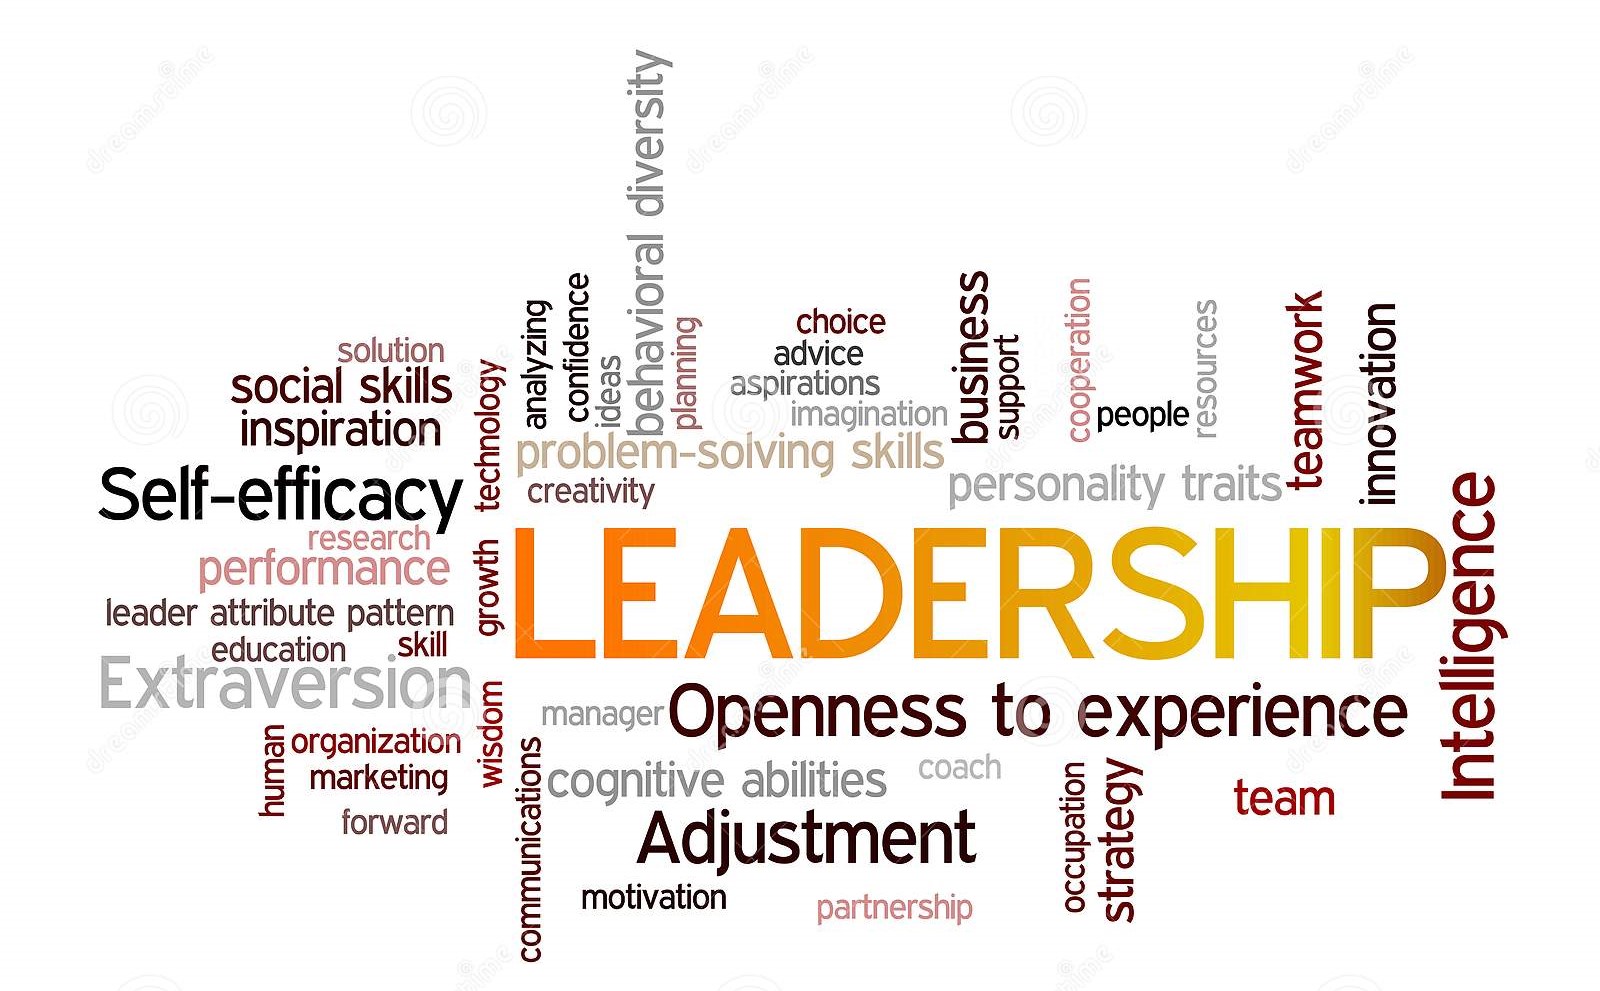 behavioral diversity
analyzing
confidence
ideas
planning
choice
advice
aspirations
imagination
business
support
cooperation
people
resources
teamwork
innovation
solution
social skills
inspiration
technology
problem-solving skills
creativity
personality traits
Self-efficacy
research
performance
growth
LEADERSHIP
Intelligence
leader attribute pattern
education
skill
Extraversion
wisdom
manager
Openness to experience
human
organization
marketing
forward
communications
cognitive abilities
coach
Adjustment
occupation
strategy
team
motivation
partnership
dreamstime
dreamstime
dreamstime